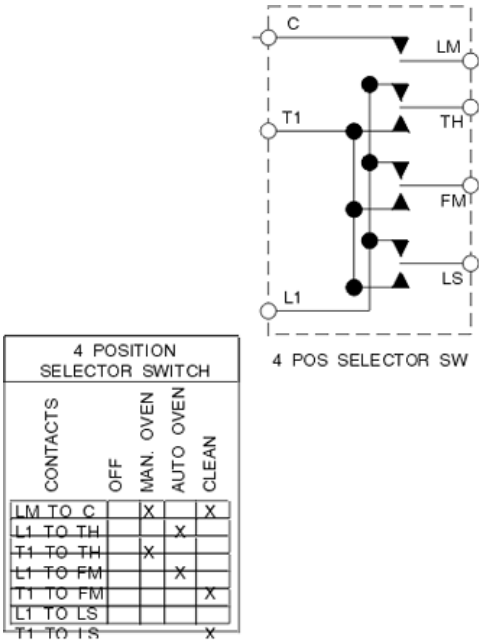 C
LM
TH
T1
FM
LS
L1
4 POS SELECTOR SW
4 POSITION
SELECTOR SWITCH
CONTACTS
OFF
MAN. OVEN
AUTO OVEN
CLEAN
LM TO C X X
L1 TO TH X
T1 TO TH X
L1 TO FM X
T1 TO FM X
L1 TO LS
T1 TO LS X